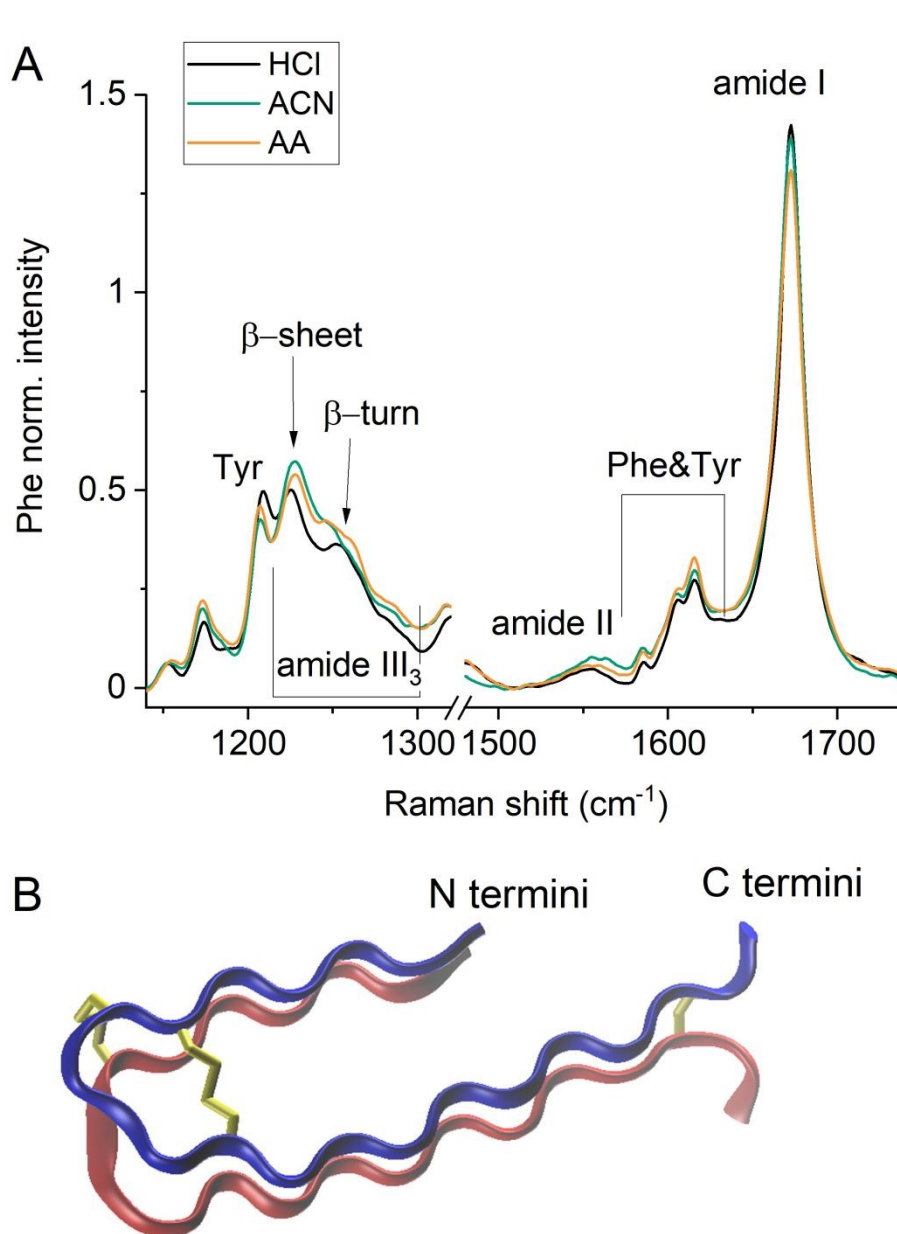 A
HCl
ACN
AA
amide I
1.5
1
0.5
0
Phe norm. intensity
β–sheet
β–turn
Tyr
Phe&Tyr
amide II
amide III₃
1200
1300
1500
1600
1700
Raman shift (cm⁻¹)
B
N termini
C termini